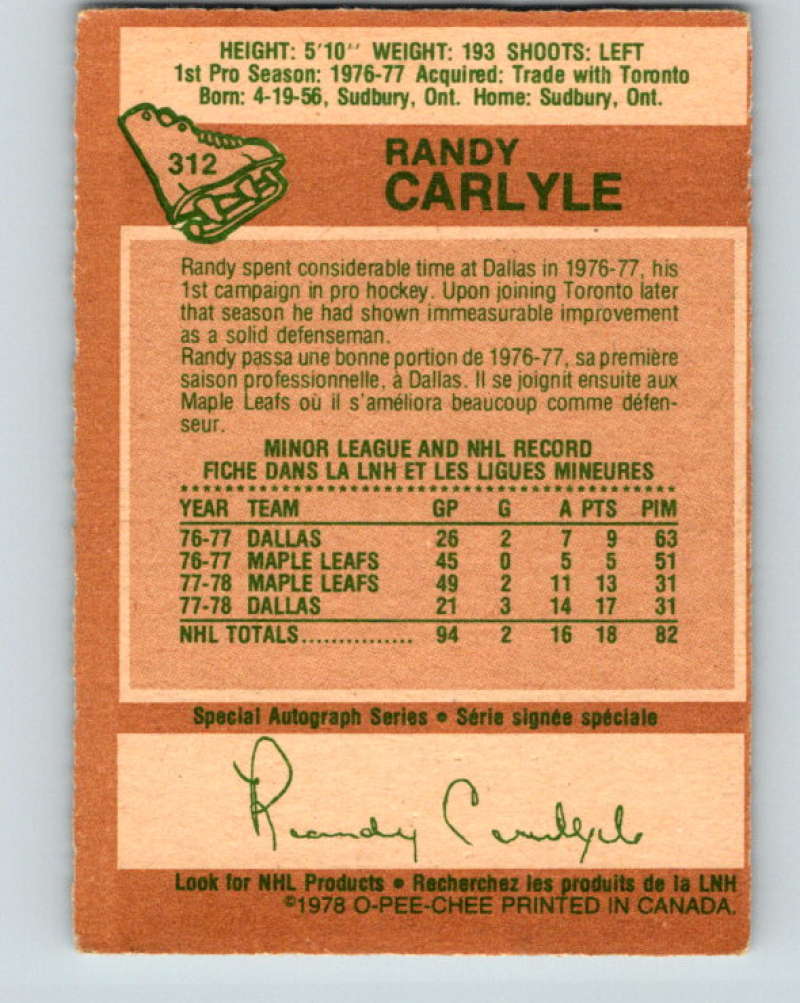 HEIGHT: 5'10'' WEIGHT: 193 SHOOTS: LEFT
1st Pro Season: 1976-77 Acquired: Trade with Toronto
Born: 4-19-56, Sudbury, Ont. Home: Sudbury, Ont.
312
RANDY
CARLYLE
Randy spent considerable time at Dallas in 1976-77, his
1st campaign in pro hockey. Upon joining Toronto later
that season he had shown immeasurable improvement
as a solid defenseman.
Randy passa une bonne portion de 1976-77, sa première
saison professionnelle, à Dallas. Il se joignit ensuite aux
Maple Leafs où il s'améliora beaucoup comme défen-
seur.
MINOR LEAGUE AND NHL RECORD
FICHE DANS LA LNH ET LES LIGUES MINEURES
YEAR TEAM GP G A PTS PIM
76-77 DALLAS 26 2 7 9 63
76-77 MAPLE LEAFS 45 0 5 5 51
77-78 MAPLE LEAFS 49 2 11 13 31
77-78 DALLAS 21 3 14 17 31
NHL TOTALS............... 94 2 16 18 82
Special Autograph Series • Série signée spéciale
Randy Carlyle
Look for NHL Products • Recherchez les produits de la LNH
©1978 O-PEE-CHEE PRINTED IN CANADA.